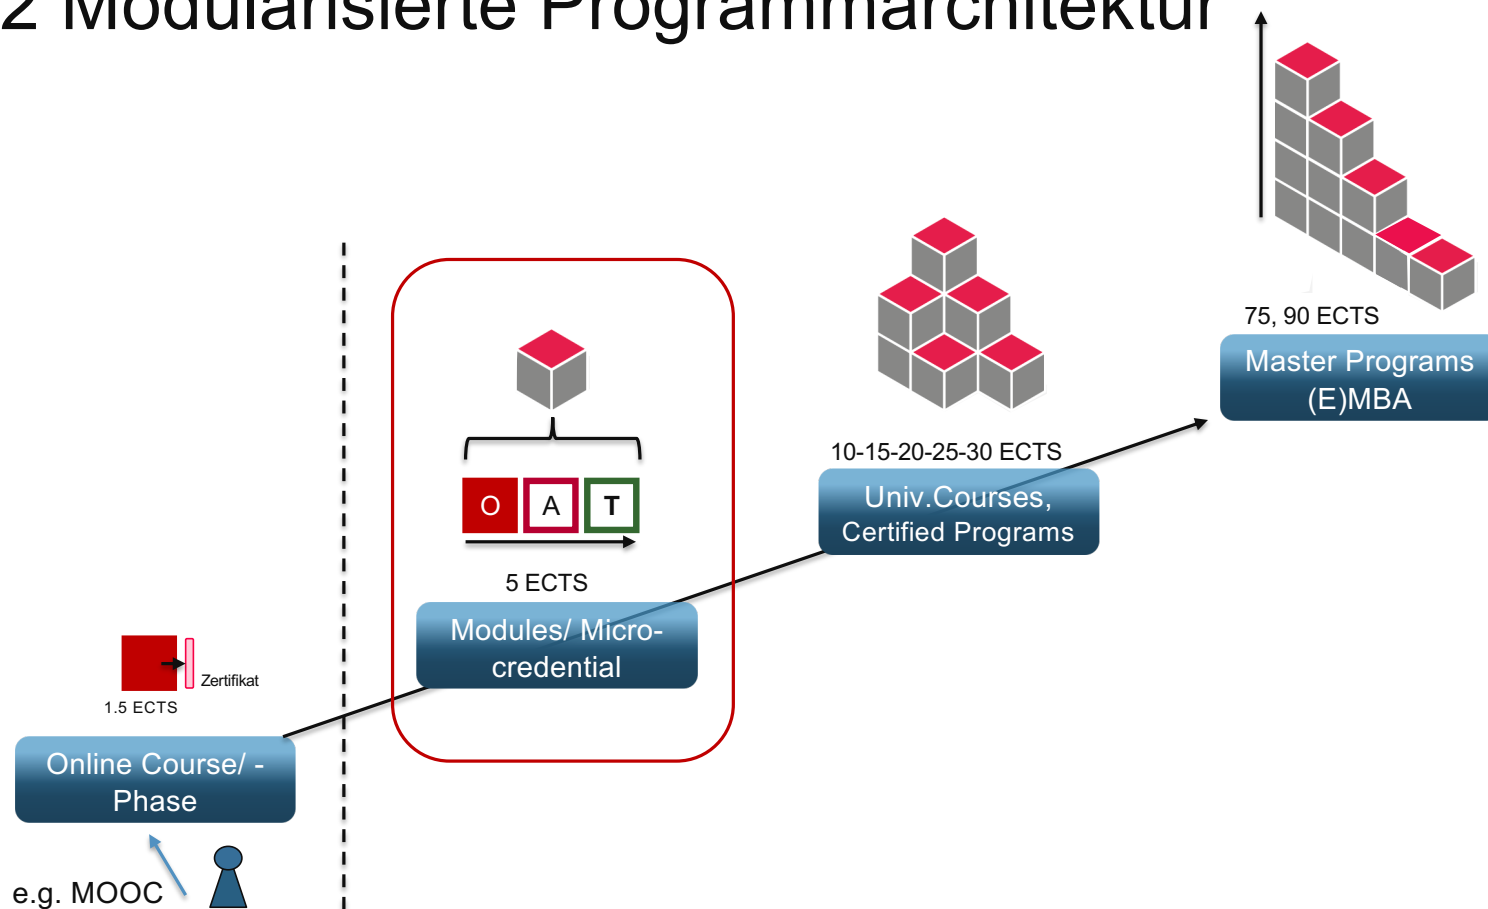 2 Modularisierte Programmarchitektur
75, 90 ECTS
Master Programs
(E)MBA
10-15-20-25-30 ECTS
Univ.Courses,
Certified Programs
O A T
5 ECTS
Modules/ Micro-
credential
Zertifikat
1.5 ECTS
Online Course/ -
Phase
e.g. MOOC